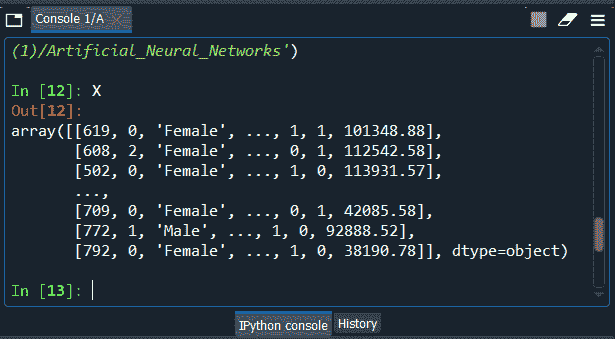 Console 1/A X
(1)/Artificial_Neural_Networks')
In [12]: X
Out[12]:
array([[619, 0, 'Female', ..., 1, 1, 101348.88],
[608, 2, 'Female', ..., 0, 1, 112542.58],
[502, 0, 'Female', ..., 1, 0, 113931.57],
...,
[709, 0, 'Female', ..., 0, 1, 42085.58],
[772, 1, 'Male', ..., 1, 0, 92888.52],
[792, 0, 'Female', ..., 1, 0, 38190.78]], dtype=object)
In [13]:
IPython console History